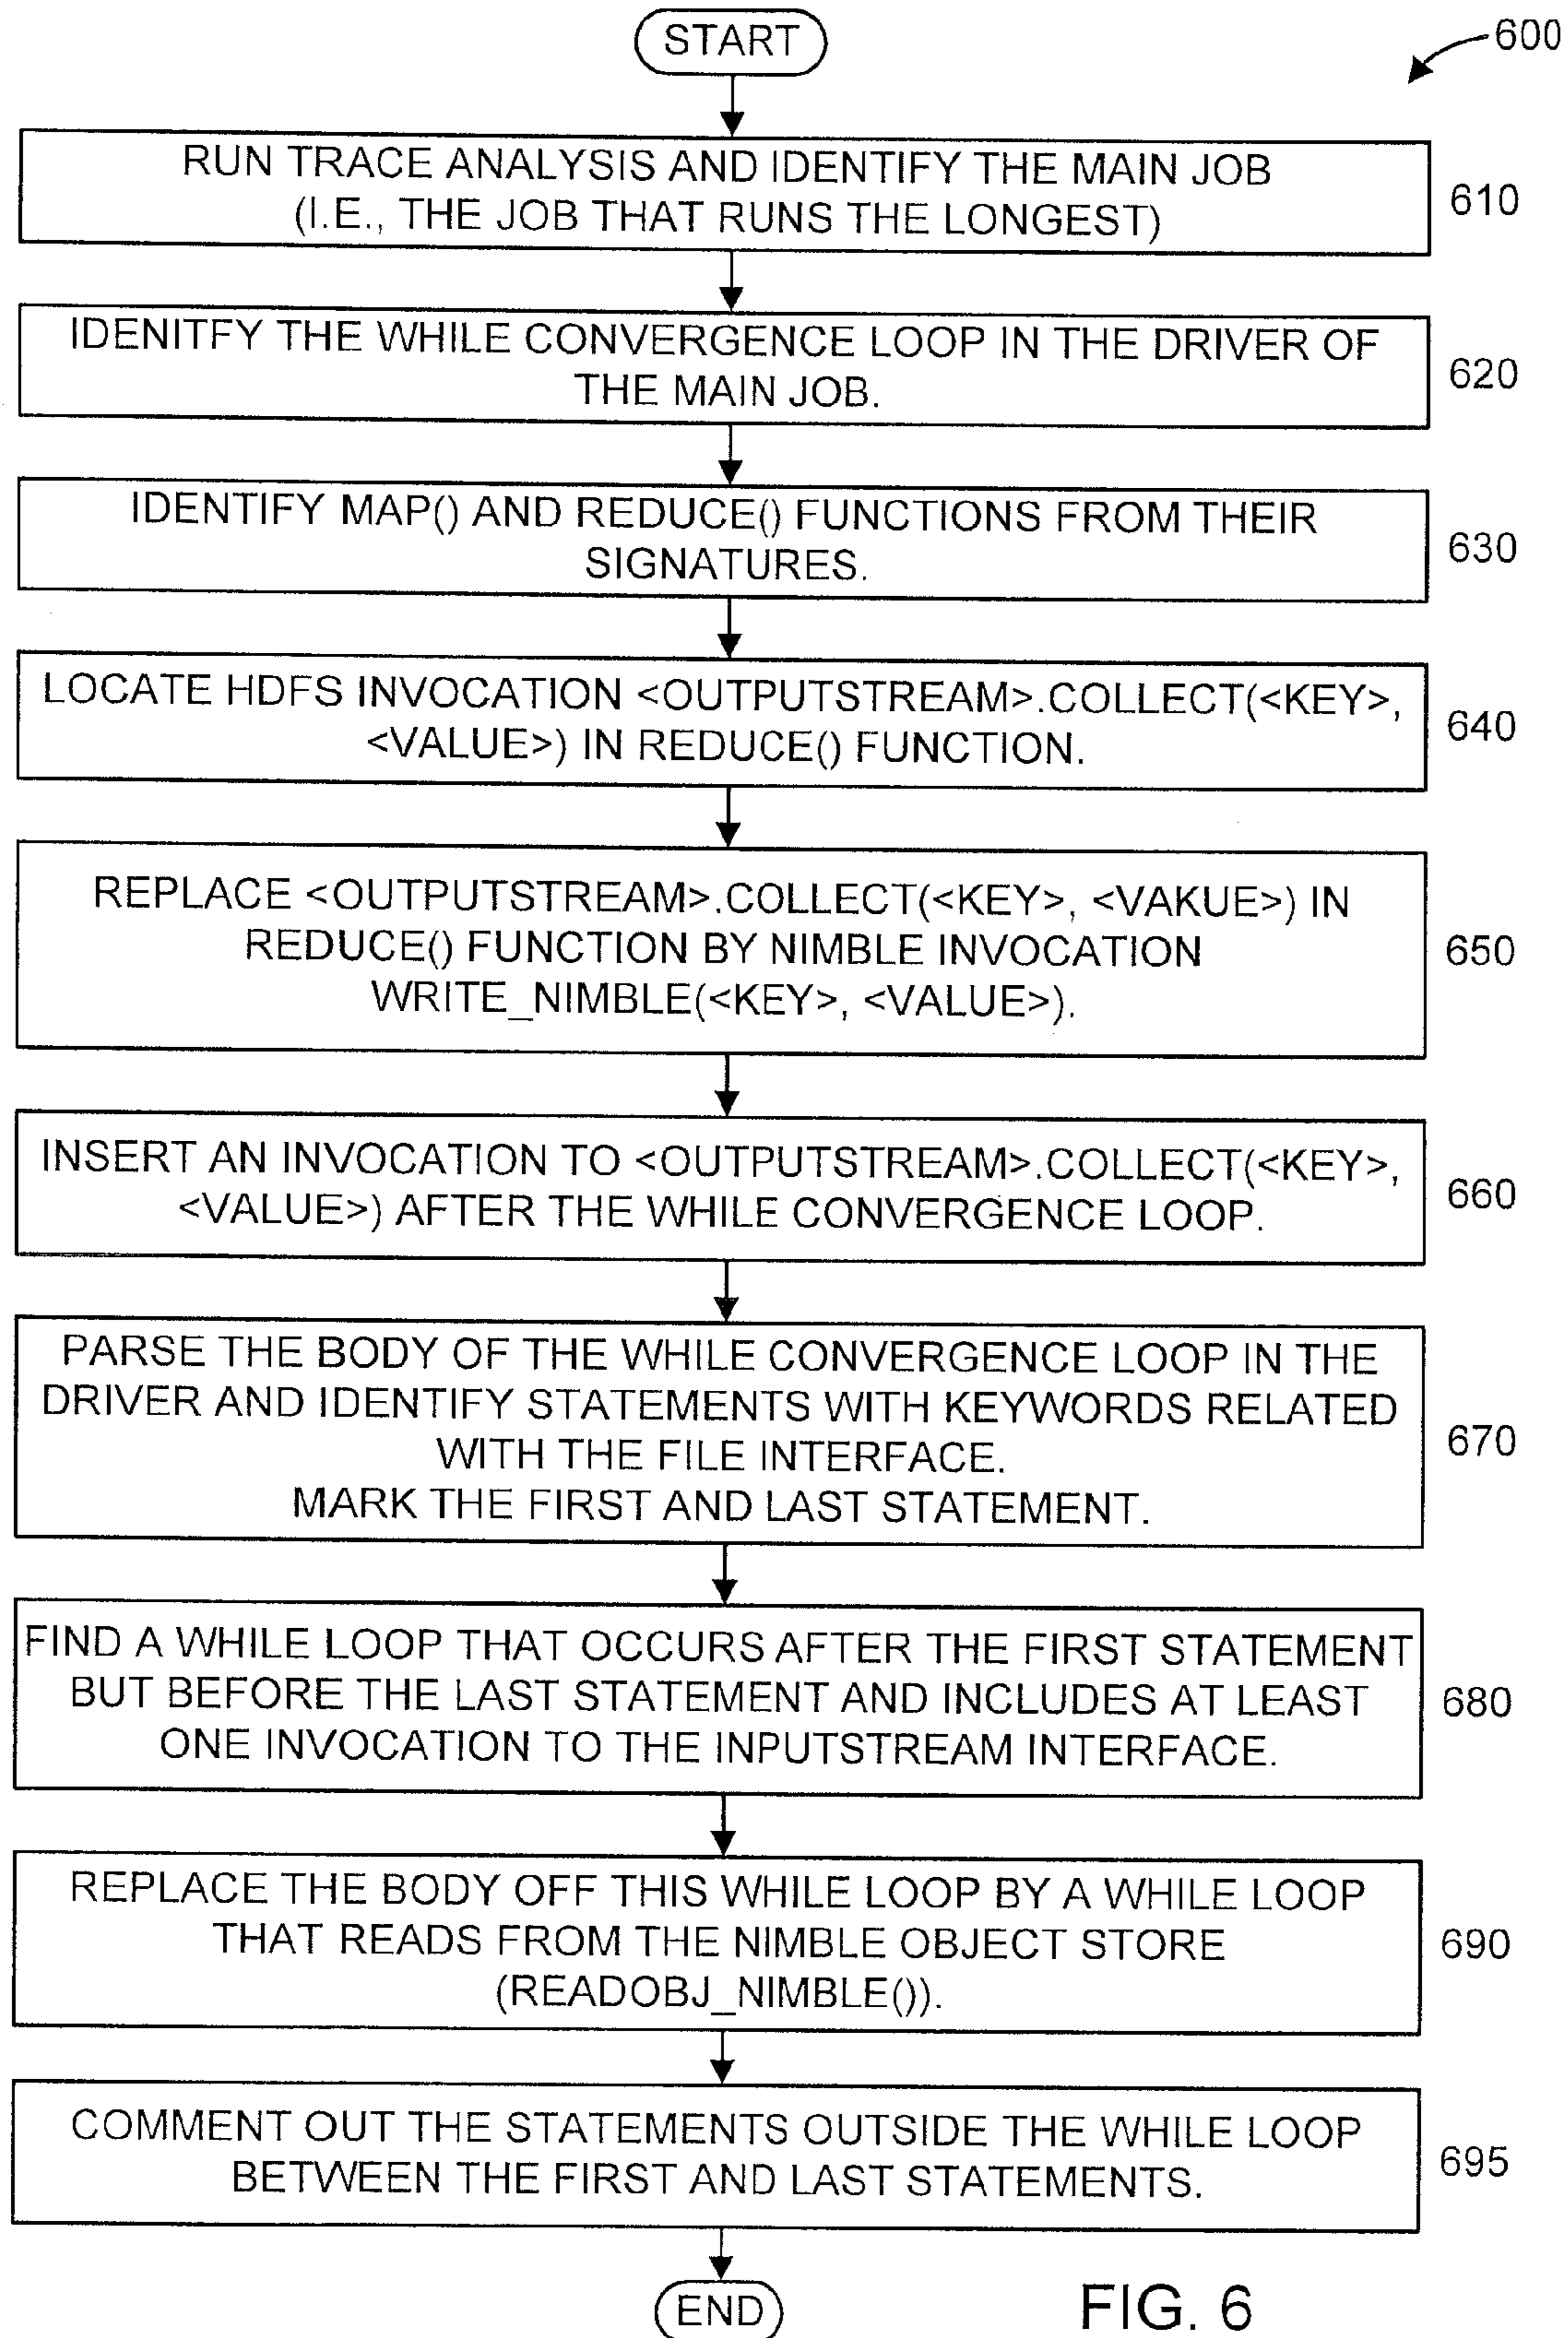 START
600
RUN TRACE ANALYSIS AND IDENTIFY THE MAIN JOB
(I.E., THE JOB THAT RUNS THE LONGEST)
610
IDENITFY THE WHILE CONVERGENCE LOOP IN THE DRIVER OF
THE MAIN JOB.
620
IDENTIFY MAP() AND REDUCE() FUNCTIONS FROM THEIR
SIGNATURES.
630
LOCATE HDFS INVOCATION <OUTPUTSTREAM>.COLLECT(<KEY>,
<VALUE>) IN REDUCE() FUNCTION.
640
REPLACE <OUTPUTSTREAM>.COLLECT(<KEY>, <VAKUE>) IN
REDUCE() FUNCTION BY NIMBLE INVOCATION
WRITE_NIMBLE(<KEY>, <VALUE>).
650
INSERT AN INVOCATION TO <OUTPUTSTREAM>.COLLECT(<KEY>,
<VALUE>) AFTER THE WHILE CONVERGENCE LOOP.
660
PARSE THE BODY OF THE WHILE CONVERGENCE LOOP IN THE
DRIVER AND IDENTIFY STATEMENTS WITH KEYWORDS RELATED
WITH THE FILE INTERFACE.
MARK THE FIRST AND LAST STATEMENT.
670
FIND A WHILE LOOP THAT OCCURS AFTER THE FIRST STATEMENT
BUT BEFORE THE LAST STATEMENT AND INCLUDES AT LEAST
ONE INVOCATION TO THE INPUTSTREAM INTERFACE.
680
REPLACE THE BODY OFF THIS WHILE LOOP BY A WHILE LOOP
THAT READS FROM THE NIMBLE OBJECT STORE
(READOBJ_NIMBLE()).
690
COMMENT OUT THE STATEMENTS OUTSIDE THE WHILE LOOP
BETWEEN THE FIRST AND LAST STATEMENTS.
695
END
FIG. 6